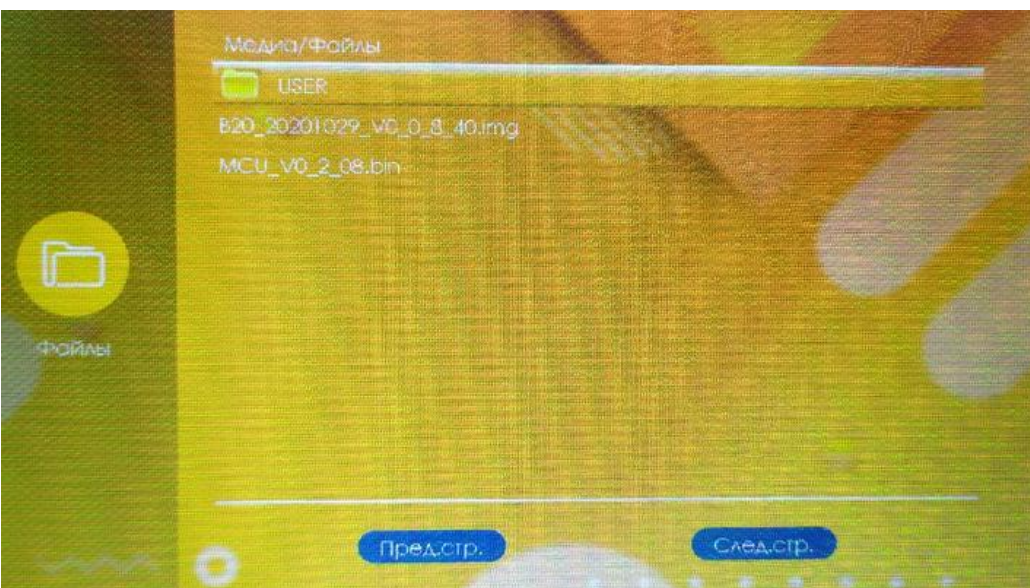 Медиа/Файлы
USER
B20_20201029_V0_0_8_40.img
MCU_V0_2_08.bin
Файлы
Пред.стр.
След.стр.